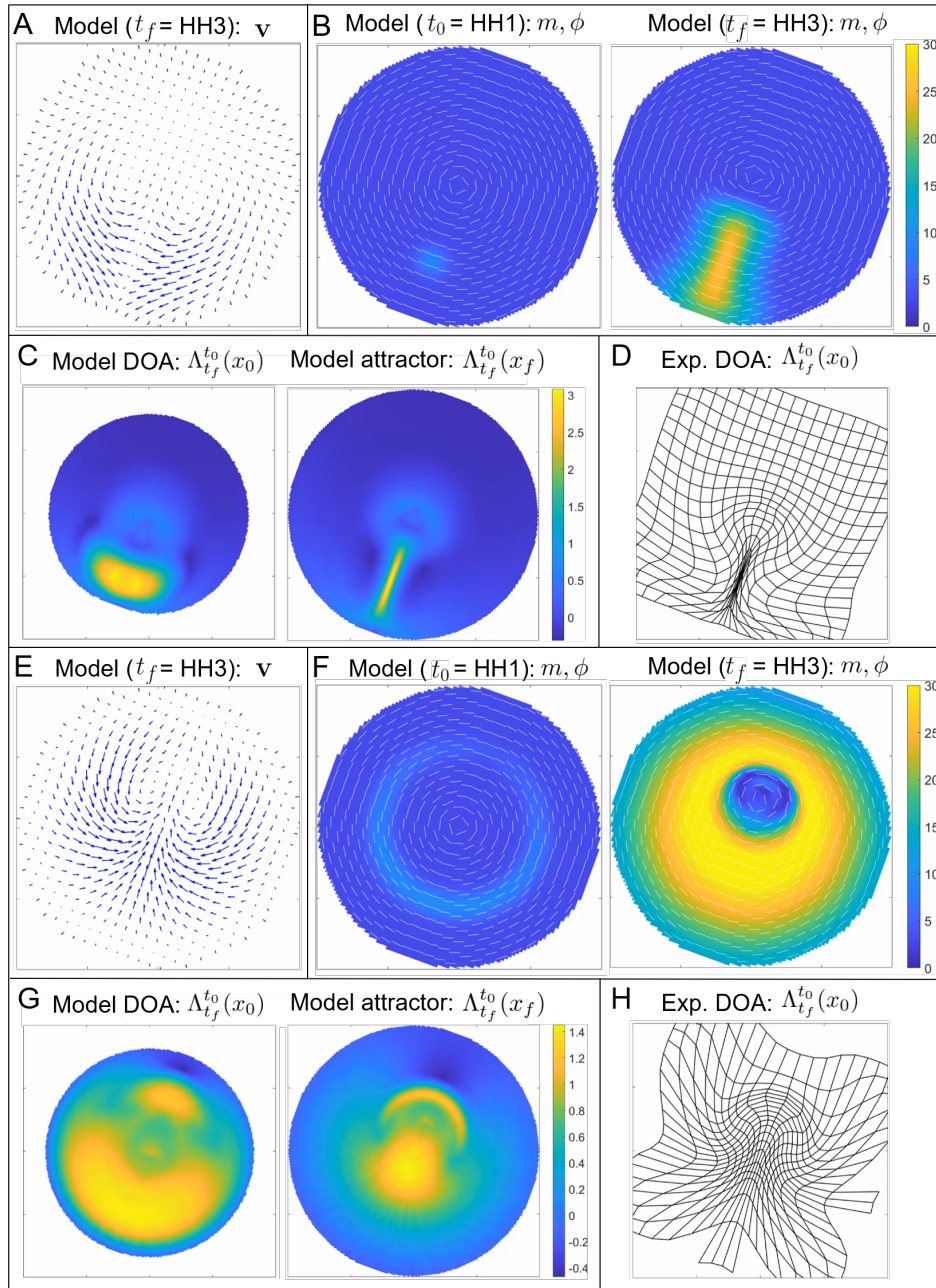 A Model (t_f = HH3): v
B Model (t_0 = HH1): m, ϕ
Model (t_f = HH3): m, ϕ
30
25
20
15
10
5
0
C Model DOA: Λ_{t_f}^{t_0}(x_0)
Model attractor: Λ_{t_f}^{t_0}(x_f)
3
2.5
2
1.5
1
0.5
0
D Exp. DOA: Λ_{t_f}^{t_0}(x_0)
E Model (t_f = HH3): v
F Model (t_0 = HH1): m, ϕ
Model (t_f = HH3): m, ϕ
30
25
20
15
10
5
0
G Model DOA: Λ_{t_f}^{t_0}(x_0)
Model attractor: Λ_{t_f}^{t_0}(x_f)
1.4
1.2
1
0.8
0.6
0.4
0.2
0
-0.2
-0.4
H Exp. DOA: Λ_{t_f}^{t_0}(x_0)